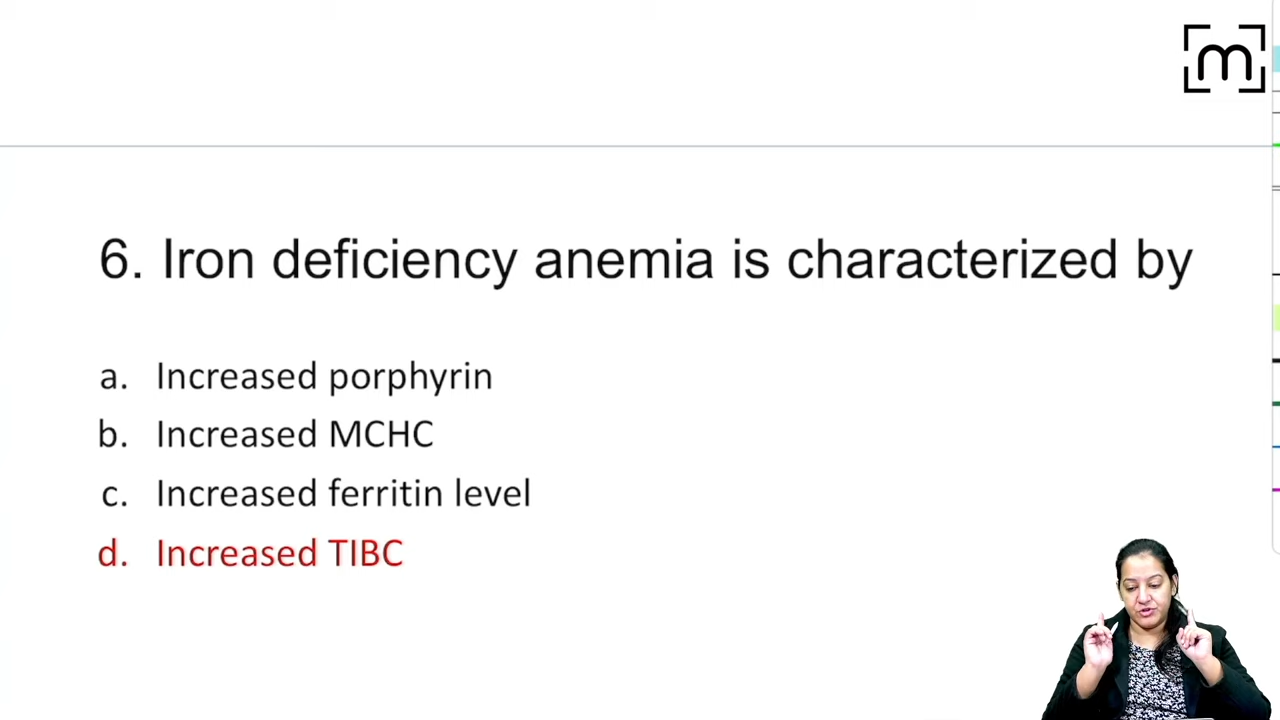 m
6. Iron deficiency anemia is characterized by
a. Increased porphyrin
b. Increased MCHC
c. Increased ferritin level
d. Increased TIBC